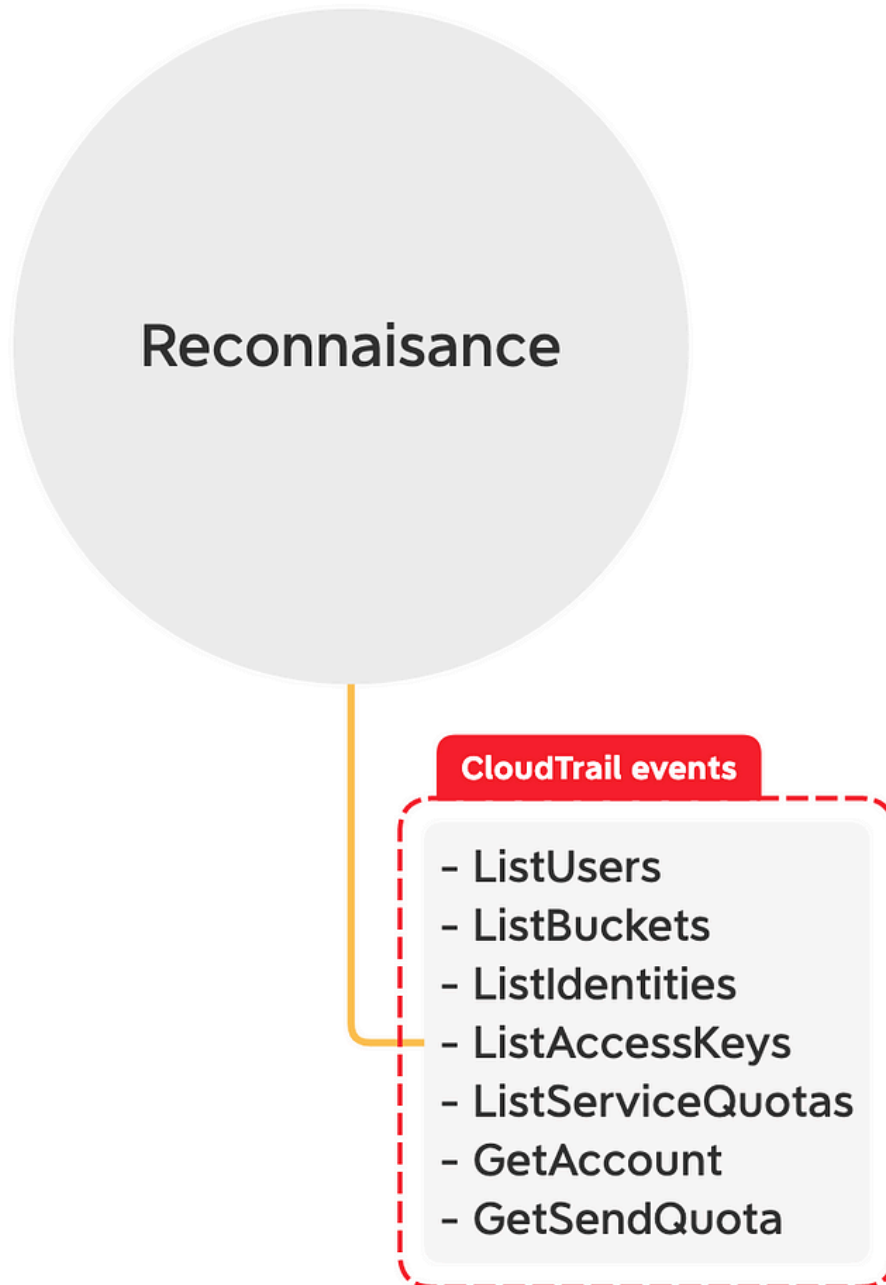 Reconnaisance
CloudTrail events
- ListUsers
- ListBuckets
- ListIdentities
- ListAccessKeys
- ListServiceQuotas
- GetAccount
- GetSendQuota